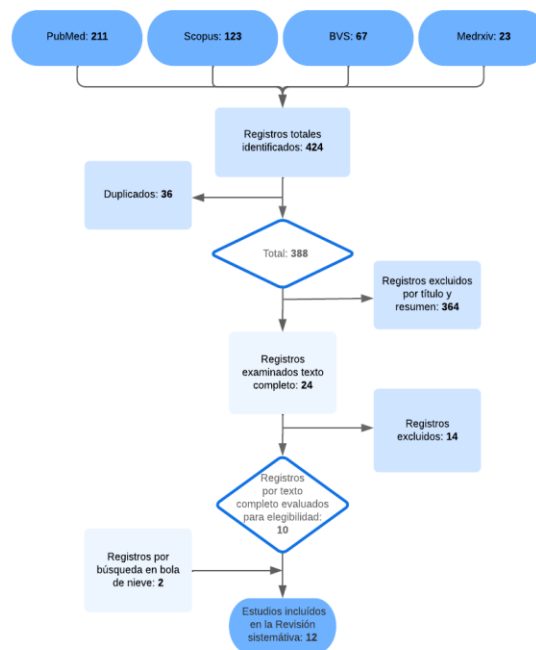 PubMed: 211
Scopus: 123
BVS: 67
Medrxiv: 23
Registros totales
identificados: 424
Duplicados: 36
Total: 388
Registros excluidos
por título y
resumen: 364
Registros
examinados texto
completo: 24
Registros
excluidos: 14
Registros
por texto
completo evaluados
para elegibilidad:
10
Registros por
búsqueda en bola
de nieve: 2
Estudios incluídos
en la Revisión
sistemátiva: 12